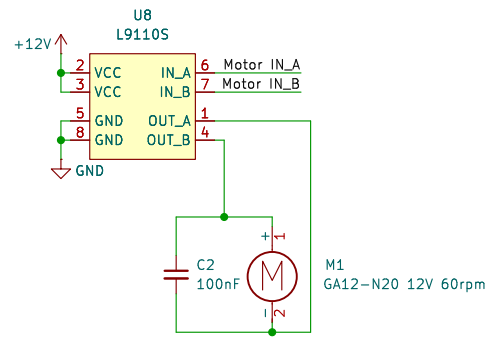 U8
L9110S
+12V
2 VCC IN_A 6 Motor IN_A
3 VCC IN_B 7 Motor IN_B
5 GND OUT_A 1
8 GND OUT_B 4
GND
+ 1
C2
100nF
M
M1
GA12-N20 12V 60rpm
- 2